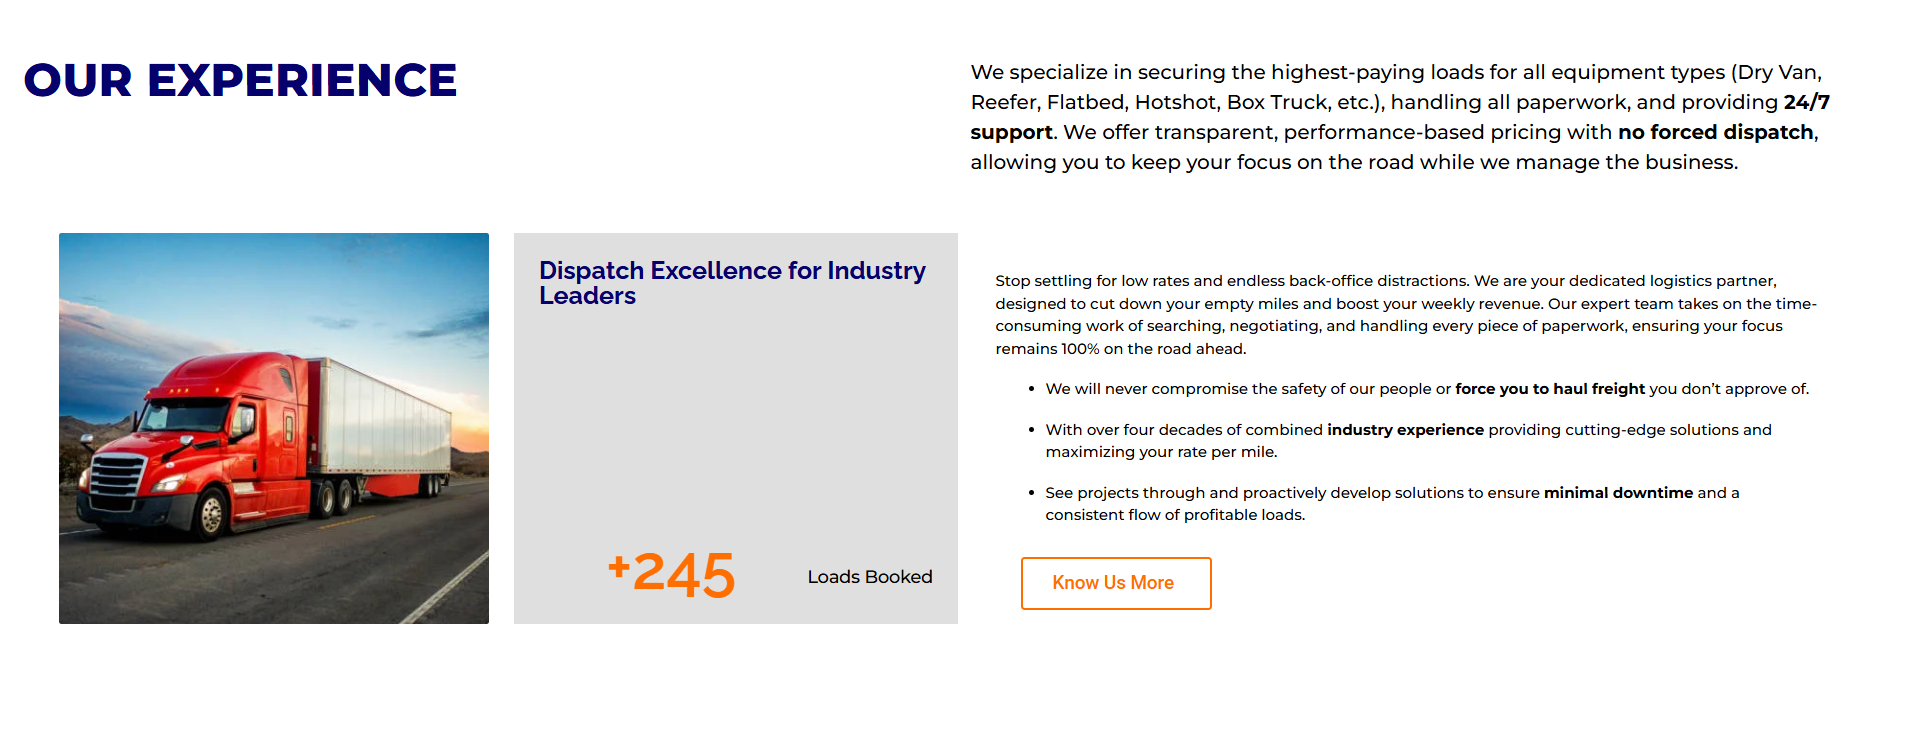 OUR EXPERIENCE
We specialize in securing the highest-paying loads for all equipment types (Dry Van,
Reefer, Flatbed, Hotshot, Box Truck, etc.), handling all paperwork, and providing 24/7
support. We offer transparent, performance-based pricing with no forced dispatch,
allowing you to keep your focus on the road while we manage the business.
Dispatch Excellence for Industry
Leaders
+245
Loads Booked
Stop settling for low rates and endless back-office distractions. We are your dedicated logistics partner,
designed to cut down your empty miles and boost your weekly revenue. Our expert team takes on the time-
consuming work of searching, negotiating, and handling every piece of paperwork, ensuring your focus
remains 100% on the road ahead.
• We will never compromise the safety of our people or force you to haul freight you don’t approve of.
• With over four decades of combined industry experience providing cutting-edge solutions and
maximizing your rate per mile.
• See projects through and proactively develop solutions to ensure minimal downtime and a
consistent flow of profitable loads.
Know Us More